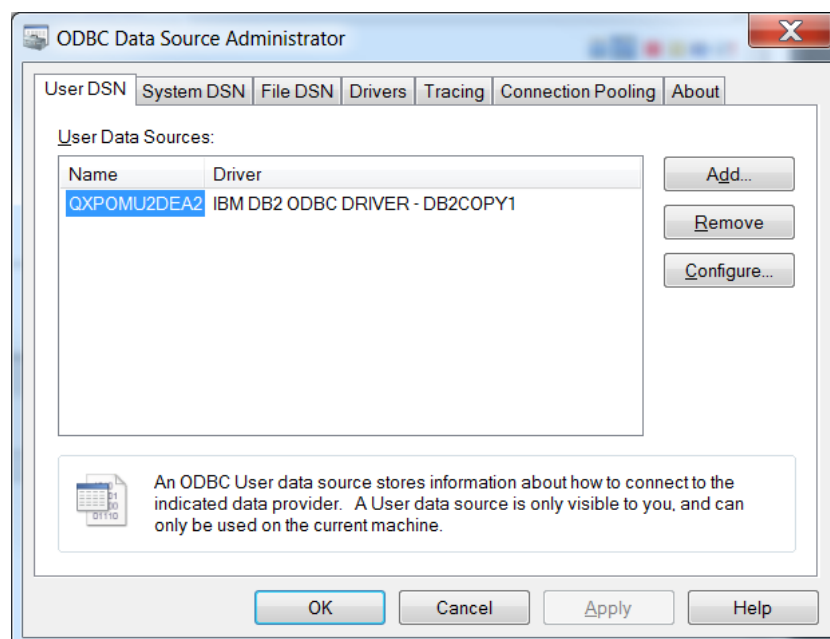 ODBC Data Source Administrator
User DSN System DSN File DSN Drivers Tracing Connection Pooling About
User Data Sources:
Name Driver
QXPOMU2DEA2 IBM DB2 ODBC DRIVER - DB2COPY1
Add...
Remove
Configure...
An ODBC User data source stores information about how to connect to the
indicated data provider. A User data source is only visible to you, and can
only be used on the current machine.
OK Cancel Apply Help